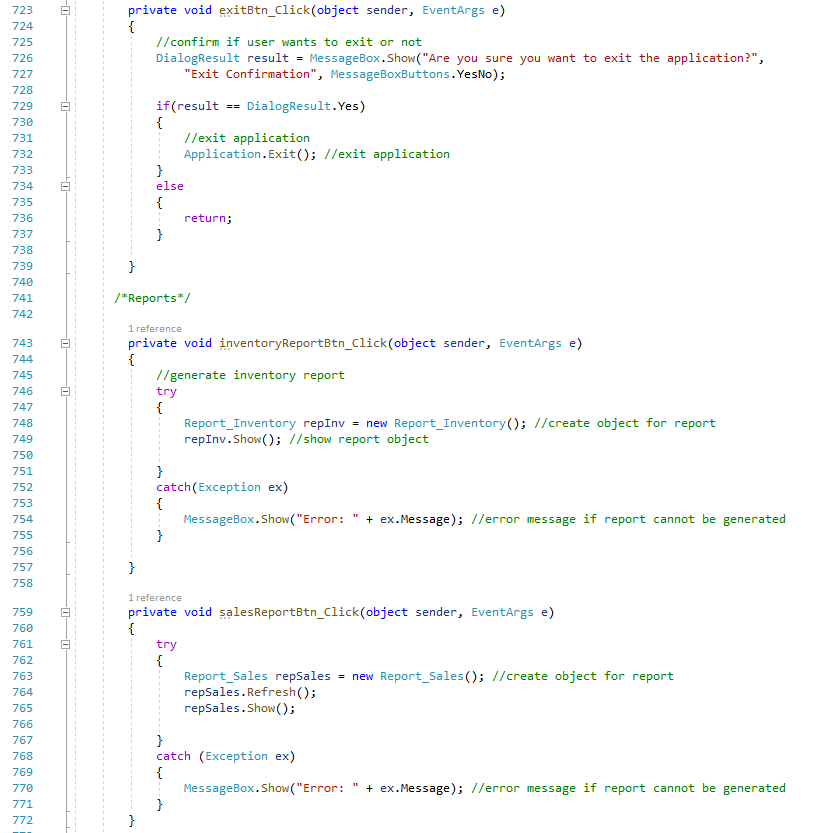 723 private void exitBtn_Click(object sender, EventArgs e)
724 {
725 //confirm if user wants to exit or not
726 DialogResult result = MessageBox.Show("Are you sure you want to exit the application?",
727 "Exit Confirmation", MessageBoxButtons.YesNo);
728
729 if(result == DialogResult.Yes)
730 {
731 //exit application
732 Application.Exit(); //exit application
733 }
734 else
735 {
736 return;
737 }
738
739 }
740
741 /*Reports*/
742
1 reference
743 private void inventoryReportBtn_Click(object sender, EventArgs e)
744 {
745 //generate inventory report
746 try
747 {
748 Report_Inventory repInv = new Report_Inventory(); //create object for report
749 repInv.Show(); //show report object
750
751 }
752 catch(Exception ex)
753 {
754 MessageBox.Show("Error: " + ex.Message); //error message if report cannot be generated
755 }
756
757 }
758
1 reference
759 private void salesReportBtn_Click(object sender, EventArgs e)
760 {
761 try
762 {
763 Report_Sales repSales = new Report_Sales(); //create object for report
764 repSales.Refresh();
765 repSales.Show();
766
767 }
768 catch (Exception ex)
769 {
770 MessageBox.Show("Error: " + ex.Message); //error message if report cannot be generated
771 }
772 }